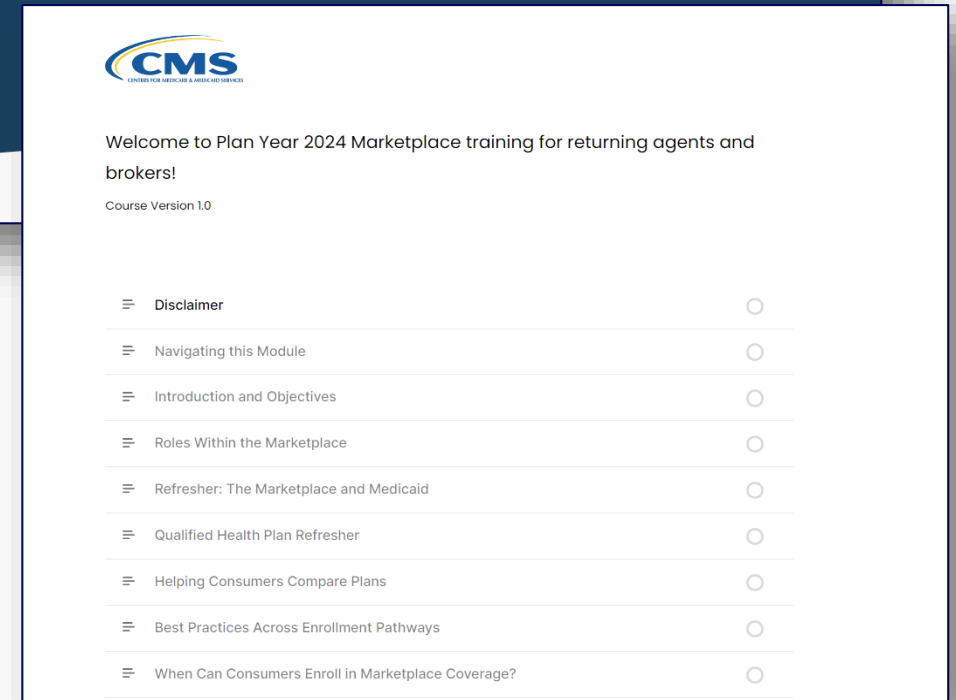 CMS
CENTERS FOR MEDICARE & MEDICAID SERVICES
Welcome to Plan Year 2024 Marketplace training for returning agents and
brokers!
Course Version 1.0
Disclaimer
Navigating this Module
Introduction and Objectives
Roles Within the Marketplace
Refresher: The Marketplace and Medicaid
Qualified Health Plan Refresher
Helping Consumers Compare Plans
Best Practices Across Enrollment Pathways
When Can Consumers Enroll in Marketplace Coverage?